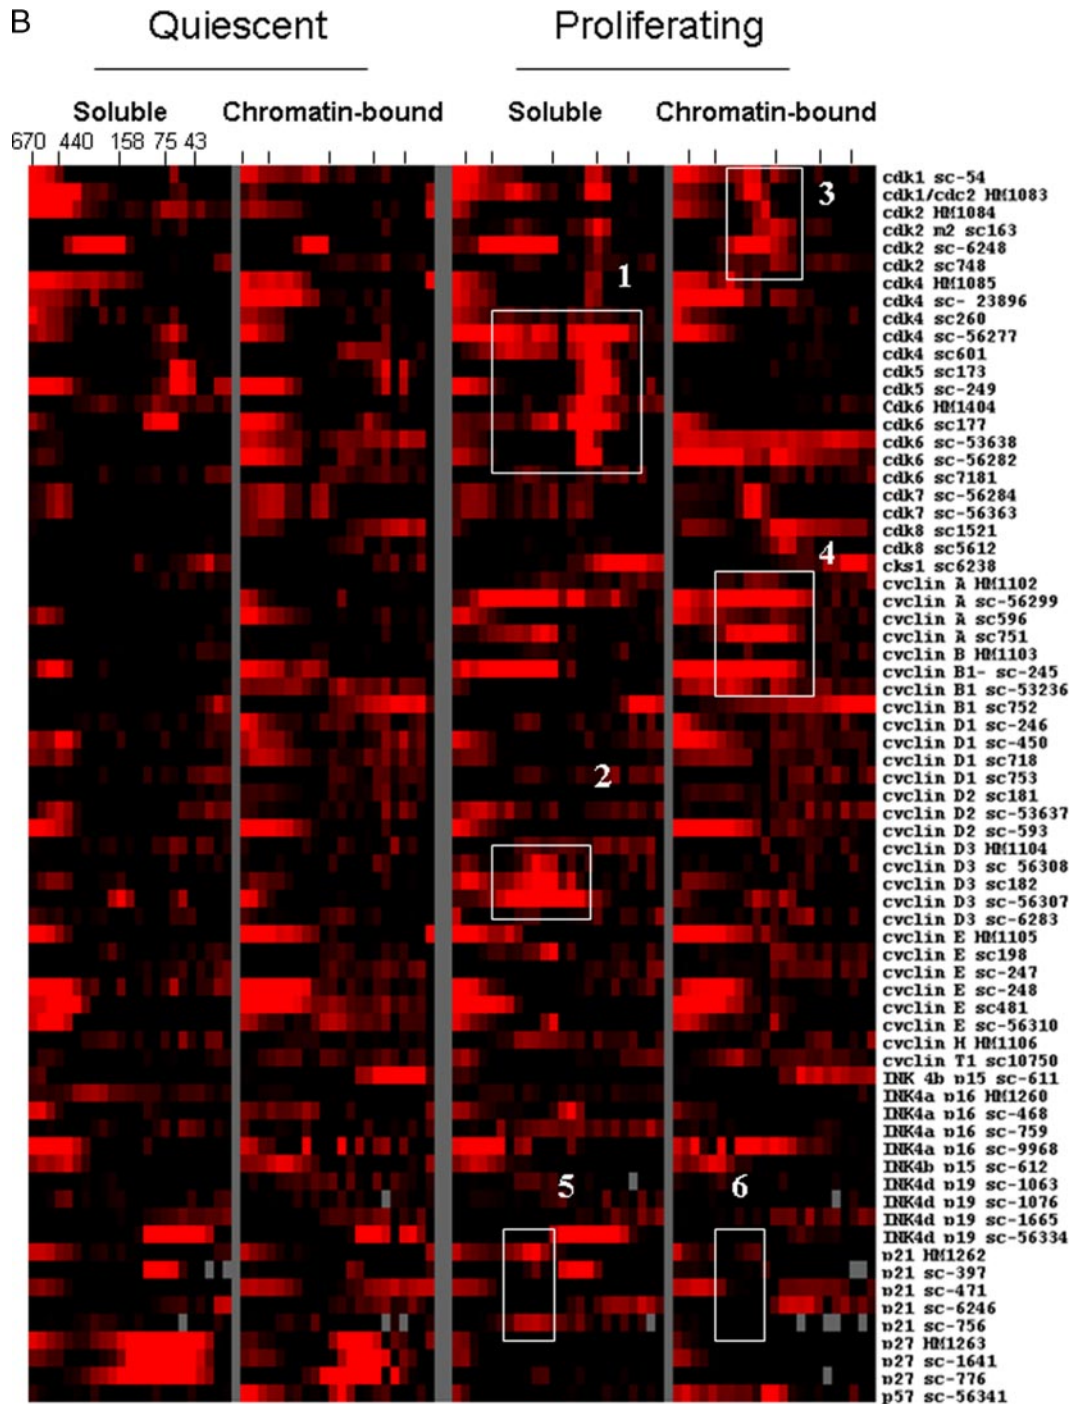 B
Quiescent Proliferating
Soluble Chromatin-bound Soluble Chromatin-bound
670 440 158 75 43
1
2
3
4
5
6
cdk1 sc-54
cdk1/cdc2 HM1083
cdk2 HM1084
cdk2 m2 sc163
cdk2 sc-6248
cdk2 sc748
cdk4 HM1085
cdk4 sc- 23896
cdk4 sc260
cdk4 sc-56277
cdk4 sc601
cdk5 sc173
cdk5 sc-249
Cdk6 HM1404
cdk6 sc177
cdk6 sc-53638
cdk6 sc-56282
cdk6 sc7181
cdk7 sc-56284
cdk7 sc-56363
cdk8 sc1521
cdk8 sc5612
cks1 sc6238
cyclin A HM1102
cyclin A sc-56299
cyclin A sc596
cyclin A sc751
cyclin B HM1103
cyclin B1- sc-245
cyclin B1 sc-53236
cyclin B1 sc752
cyclin D1 sc-246
cyclin D1 sc-450
cyclin D1 sc718
cyclin D1 sc753
cyclin D2 sc181
cyclin D2 sc-53637
cyclin D2 sc-593
cyclin D3 HM1104
cyclin D3 sc 56308
cyclin D3 sc182
cyclin D3 sc-56307
cyclin D3 sc-6283
cyclin E HM1105
cyclin E sc198
cyclin E sc-247
cyclin E sc-248
cyclin E sc481
cyclin E sc-56310
cyclin H HM1106
cyclin T1 sc10750
INK 4b p15 sc-611
INK4a p16 HM1260
INK4a p16 sc-468
INK4a p16 sc-759
INK4a p16 sc-9968
INK4b p15 sc-612
INK4d p19 sc-1063
INK4d p19 sc-1076
INK4d p19 sc-1665
INK4d p19 sc-56334
p21 HM1262
p21 sc-397
p21 sc-471
p21 sc-6246
p21 sc-756
p27 HM1263
p27 sc-1641
p27 sc-776
p57 sc-56341